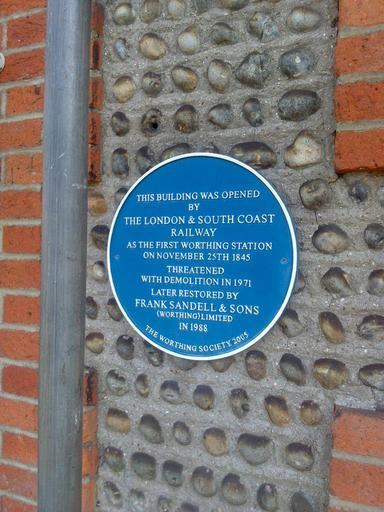 THIS BUILDING WAS OPENED
BY
THE LONDON & SOUTH COAST
RAILWAY
AS THE FIRST WORTHING STATION
ON NOVEMBER 25TH 1845
THREATENED
WITH DEMOLITION IN 1971
LATER RESTORED BY
FRANK SANDELL & SONS
(WORTHING) LIMITED
IN 1988
THE WORTHING SOCIETY 2005